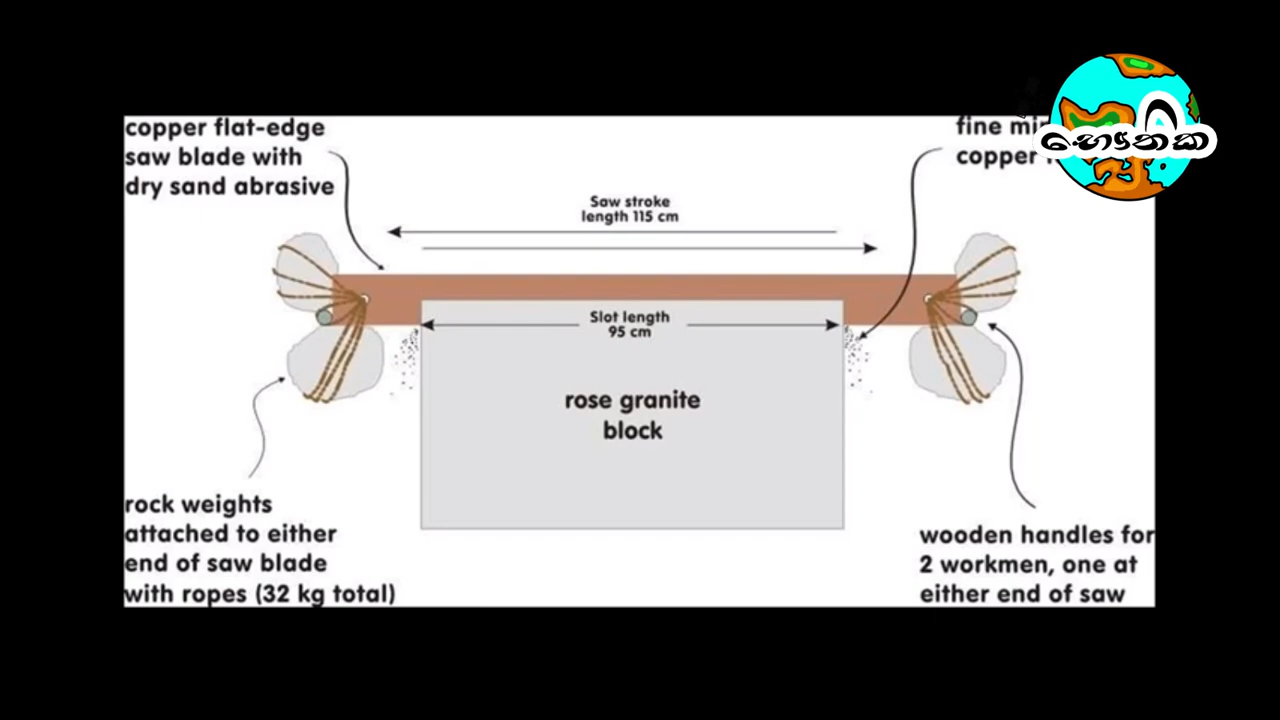 copper flat-edge
saw blade with
dry sand abrasive
fine
copper
භෞතික
Saw stroke
length 115 cm
Slot length
95 cm
rose granite
block
rock weights
attached to either
end of saw blade
with ropes (32 kg total)
wooden handles for
2 workmen, one at
either end of saw